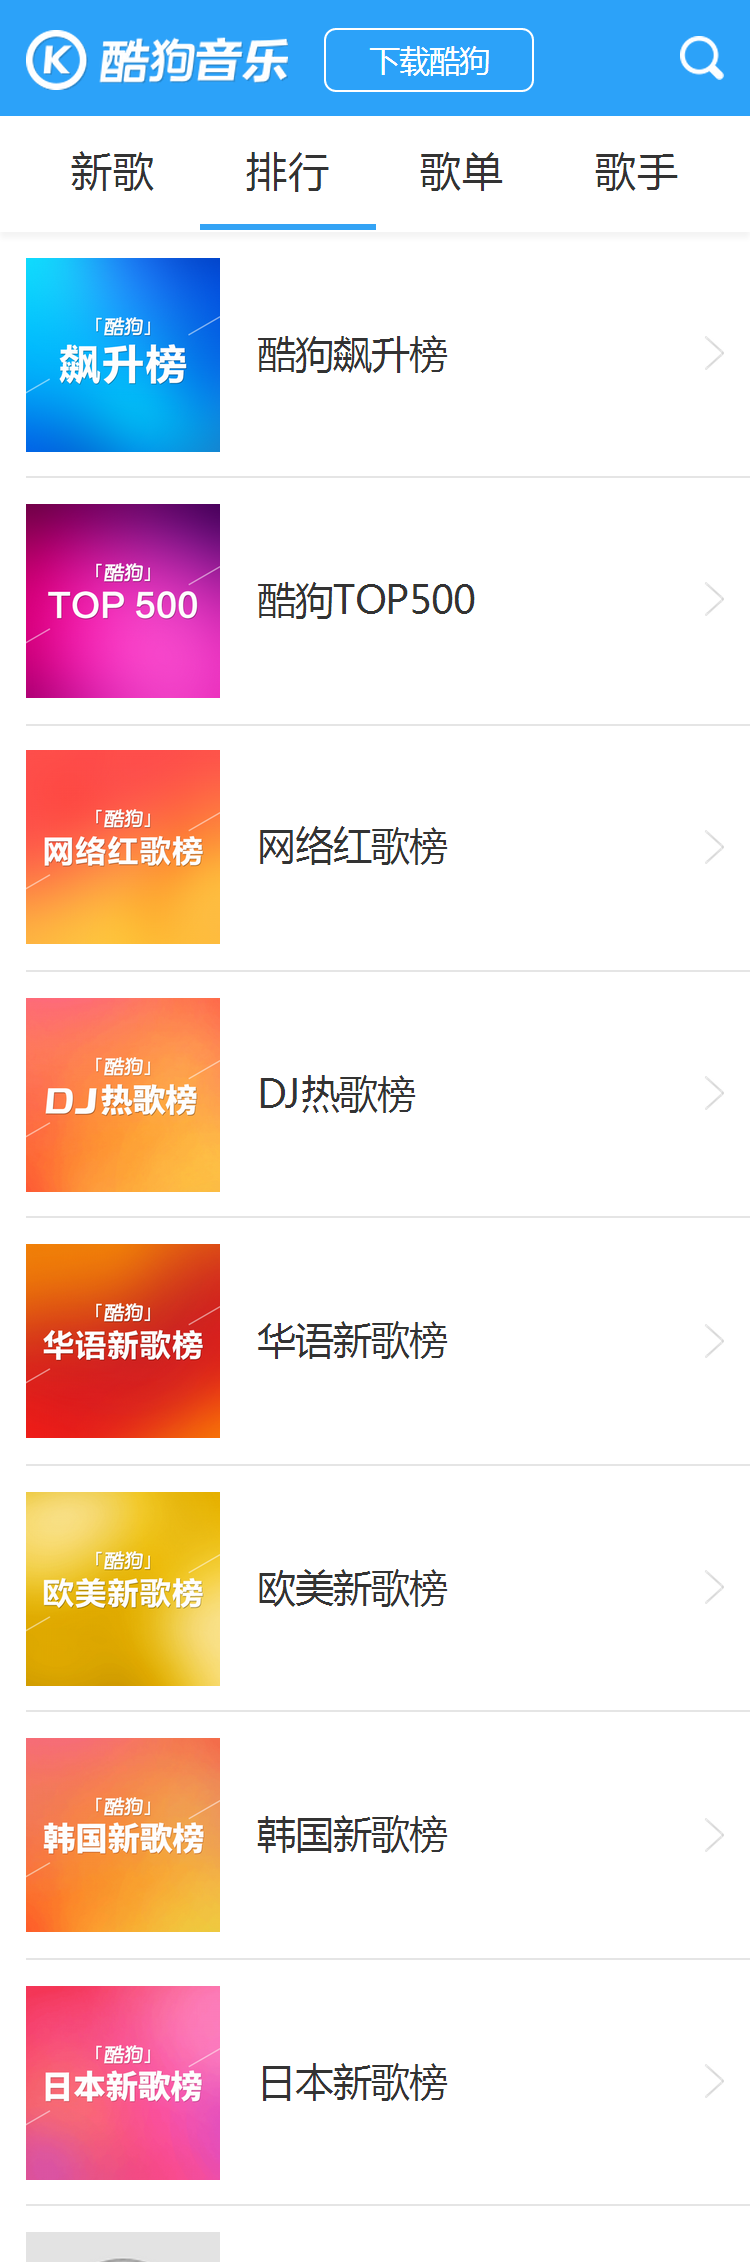 K 酷狗音乐 下载酷狗
新歌 排行 歌单 歌手
「酷狗」
飙升榜
酷狗飙升榜
「酷狗」
TOP 500
酷狗TOP500
「酷狗」
网络红歌榜
网络红歌榜
「酷狗」
DJ热歌榜
DJ热歌榜
「酷狗」
华语新歌榜
华语新歌榜
「酷狗」
欧美新歌榜
欧美新歌榜
「酷狗」
韩国新歌榜
韩国新歌榜
「酷狗」
日本新歌榜
日本新歌榜